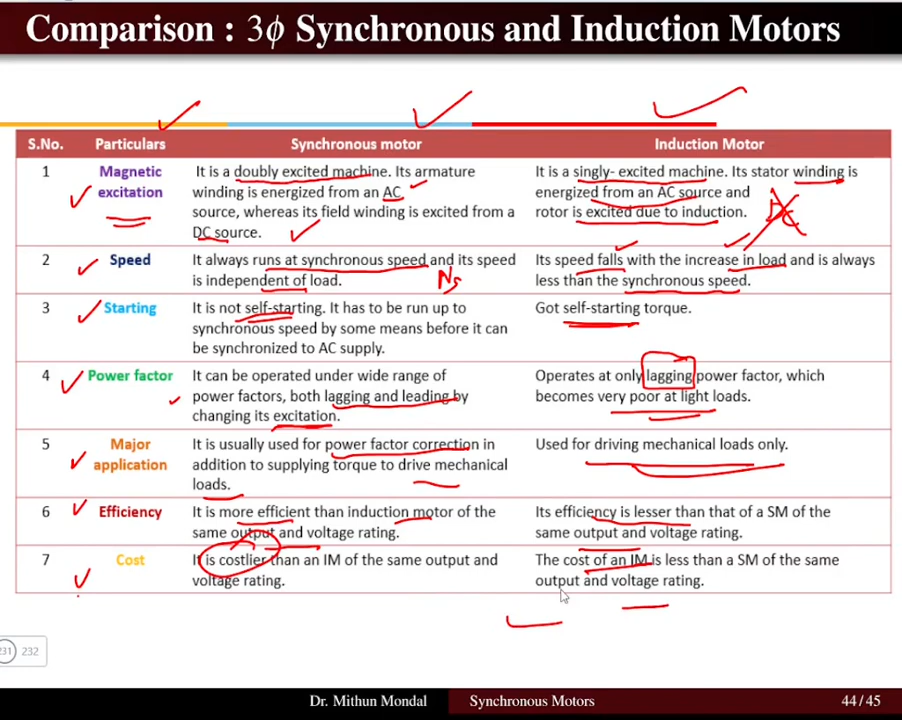 Comparison : 3ϕ Synchronous and Induction Motors
S.No. Particulars Synchronous motor Induction Motor
1 Magnetic excitation
It is a doubly excited machine. Its armature
winding is energized from an AC
source, whereas its field winding is excited from a
DC source.
It is a singly- excited machine. Its stator winding is
energized from an AC source and
rotor is excited due to induction.
DC
2 Speed
It always runs at synchronous speed and its speed
is independent of load.
Ns
Its speed falls with the increase in load and is always
less than the synchronous speed.
3 Starting
It is not self-starting. It has to be run up to
synchronous speed by some means before it can
be synchronized to AC supply.
Got self-starting torque.
4 Power factor
It can be operated under wide range of
power factors, both lagging and leading by
changing its excitation.
Operates at only lagging power factor, which
becomes very poor at light loads.
5 Major application
It is usually used for power factor correction in
addition to supplying torque to drive mechanical
loads.
Used for driving mechanical loads only.
6 Efficiency
It is more efficient than induction motor of the
same output and voltage rating.
Its efficiency is lesser than that of a SM of the
same output and voltage rating.
7 Cost
It is costlier than an IM of the same output and
voltage rating.
The cost of an IM is less than a SM of the same
output and voltage rating.
231 232
Dr. Mithun Mondal Synchronous Motors 44 / 45